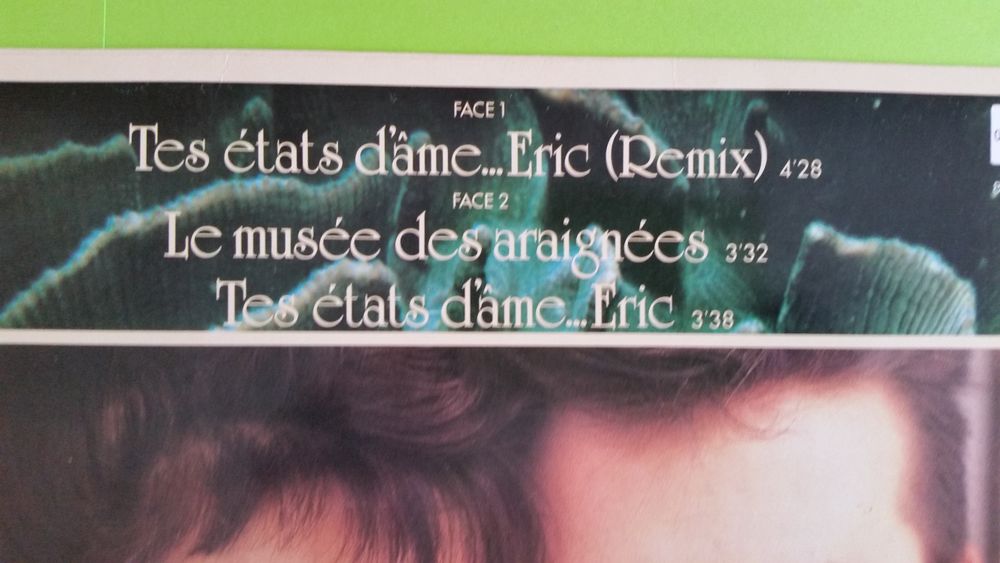 FACE 1
Tes états d'âme...Eric (Remix) 4'28
FACE 2
Le musée des araignées 3'32
Tes états d'âme...Eric 3'38